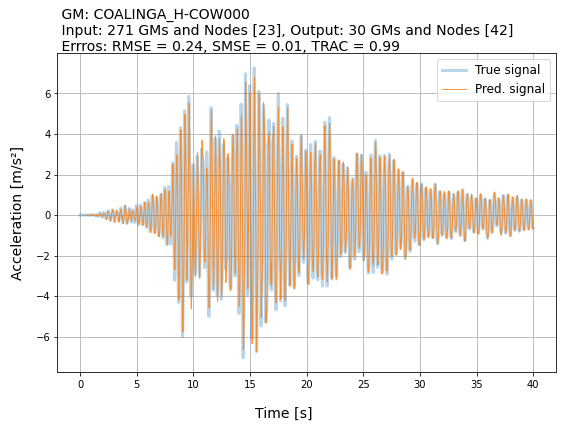 GM: COALINGA_H-COW000
Input: 271 GMs and Nodes [23], Output: 30 GMs and Nodes [42]
Errros: RMSE = 0.24, SMSE = 0.01, TRAC = 0.99
True signal
Pred. signal
6
4
2
0
−2
−4
−6
Acceleration [m/s²]
0 5 10 15 20 25 30 35 40
Time [s]